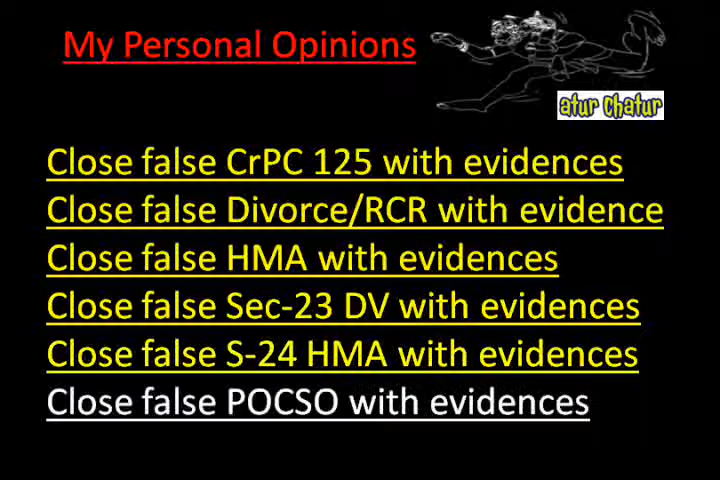 My Personal Opinions
atur chatur
Close false CrPC 125 with evidences
Close false Divorce/RCR with evidence
Close false HMA with evidences
Close false Sec-23 DV with evidences
Close false S-24 HMA with evidences
Close false POCSO with evidences